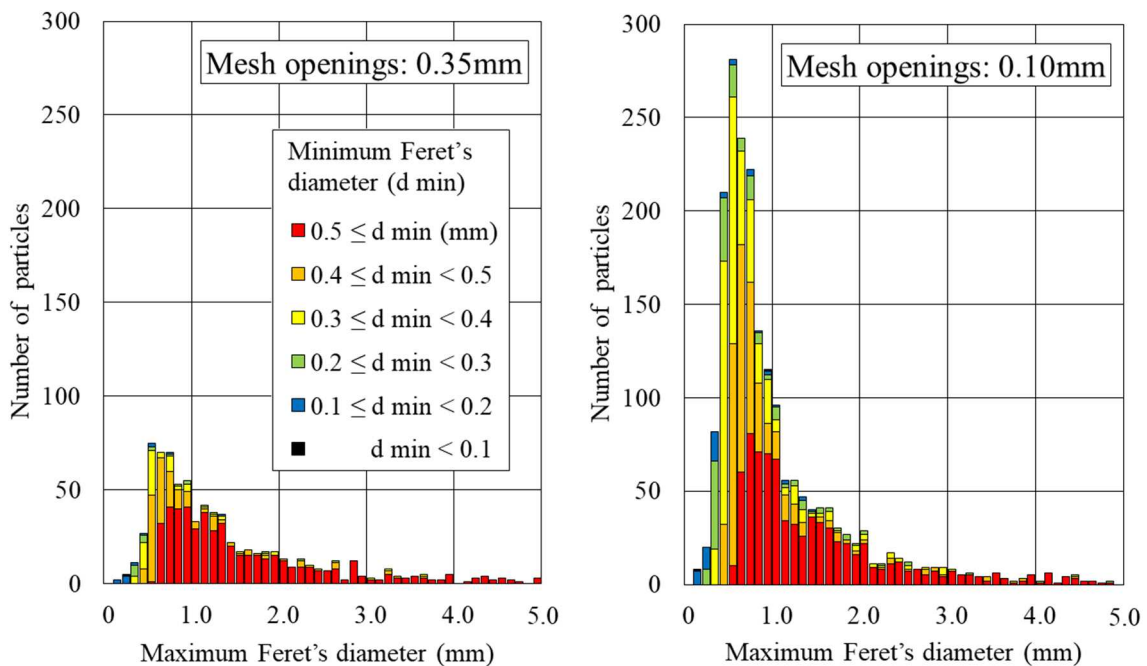 300
250
200
150
100
50
0
Number of particles
Mesh openings: 0.35mm
Minimum Feret's
diameter (d min)
0.5 ≤ d min (mm)
0.4 ≤ d min < 0.5
0.3 ≤ d min < 0.4
0.2 ≤ d min < 0.3
0.1 ≤ d min < 0.2
d min < 0.1
0.0 1.0 2.0 3.0 4.0 5.0
Maximum Feret's diameter (mm)
300
250
200
150
100
50
0
Number of particles
Mesh openings: 0.10mm
0.0 1.0 2.0 3.0 4.0 5.0
Maximum Feret's diameter (mm)